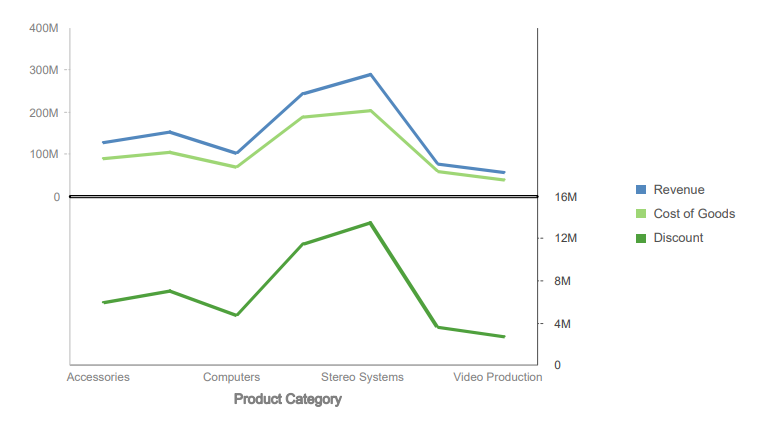 400M
300M
200M
100M
0
16M
12M
8M
4M
0
Revenue
Cost of Goods
Discount
Accessories Computers Stereo Systems Video Production
Product Category